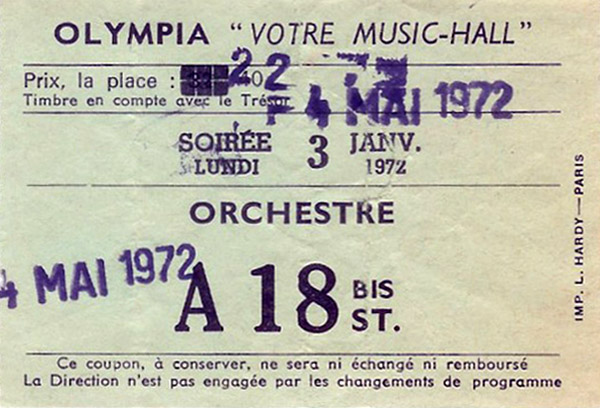 OLYMPIA "VOTRE MUSIC-HALL"
Prix, la place : 22 40
Timbre en compte avec le Trésor
4 MAI 1972
SOIRÉE 3 JANV.
LUNDI 1972
ORCHESTRE
4 MAI 1972
A 18 BIS
ST.
Ce coupon, à conserver, ne sera ni échangé ni remboursé
La Direction n'est pas engagée par les changements de programme
IMP. L. HARDY — PARIS